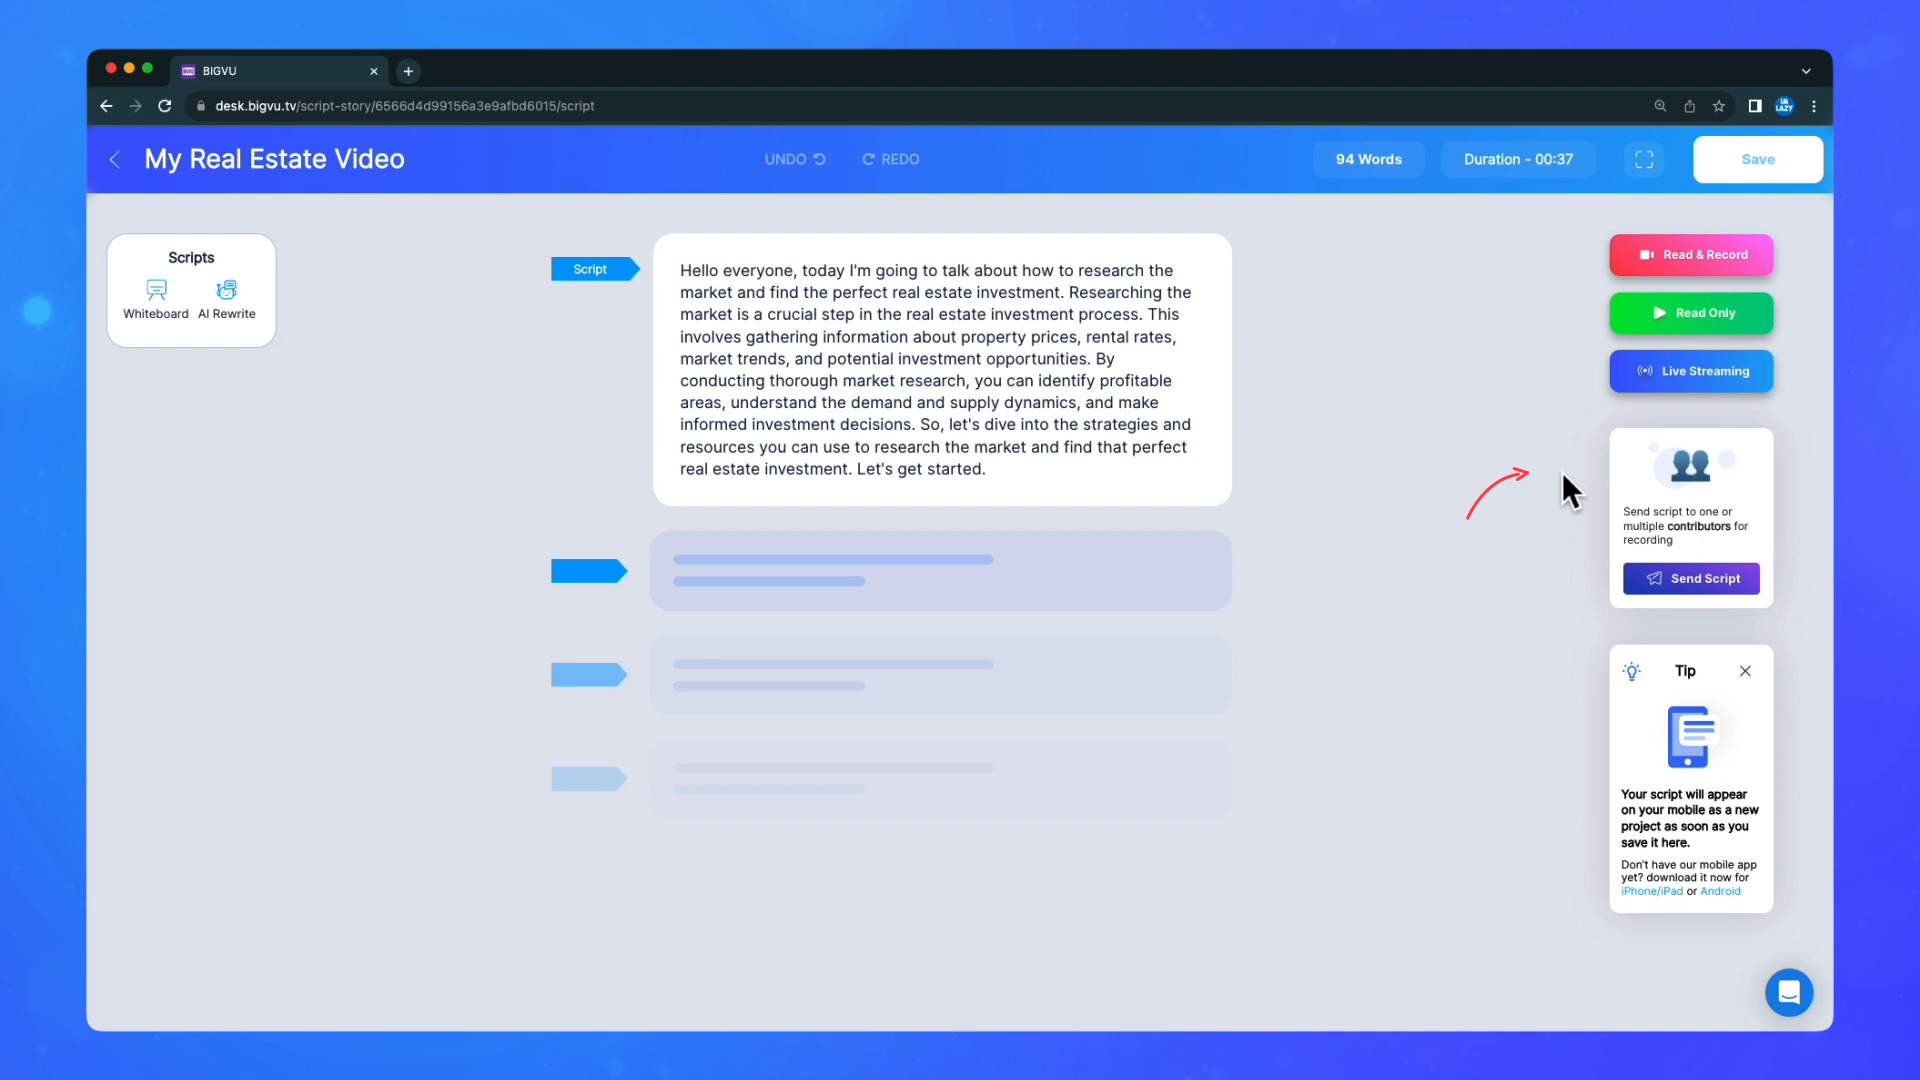 BIGVU
desk.bigvu.tv/script-story/6566d4d99156a3e9afbd6015/script
IM LAZY
My Real Estate Video
UNDO
REDO
94 Words
Duration - 00:37
Save
Scripts
Whiteboard
AI Rewrite
Script
Hello everyone, today I'm going to talk about how to research the
market and find the perfect real estate investment. Researching the
market is a crucial step in the real estate investment process. This
involves gathering information about property prices, rental rates,
market trends, and potential investment opportunities. By
conducting thorough market research, you can identify profitable
areas, understand the demand and supply dynamics, and make
informed investment decisions. So, let's dive into the strategies and
resources you can use to research the market and find that perfect
real estate investment. Let's get started.
Read & Record
Read Only
Live Streaming
Send script to one or
multiple contributors for
recording
Send Script
Tip
Your script will appear
on your mobile as a new
project as soon as you
save it here.
Don't have our mobile app
yet? download it now for
iPhone/iPad or Android